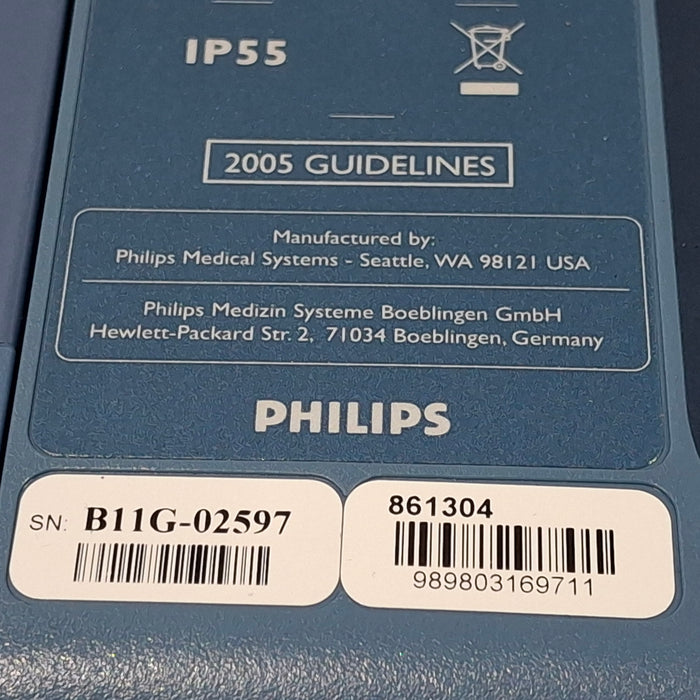 IP55
2005 GUIDELINES
Manufactured by:
Philips Medical Systems - Seattle, WA 98121 USA
Philips Medizin Systeme Boeblingen GmbH
Hewlett-Packard Str. 2, 71034 Boeblingen, Germany
PHILIPS
SN: B11G-02597
861304
989803169711